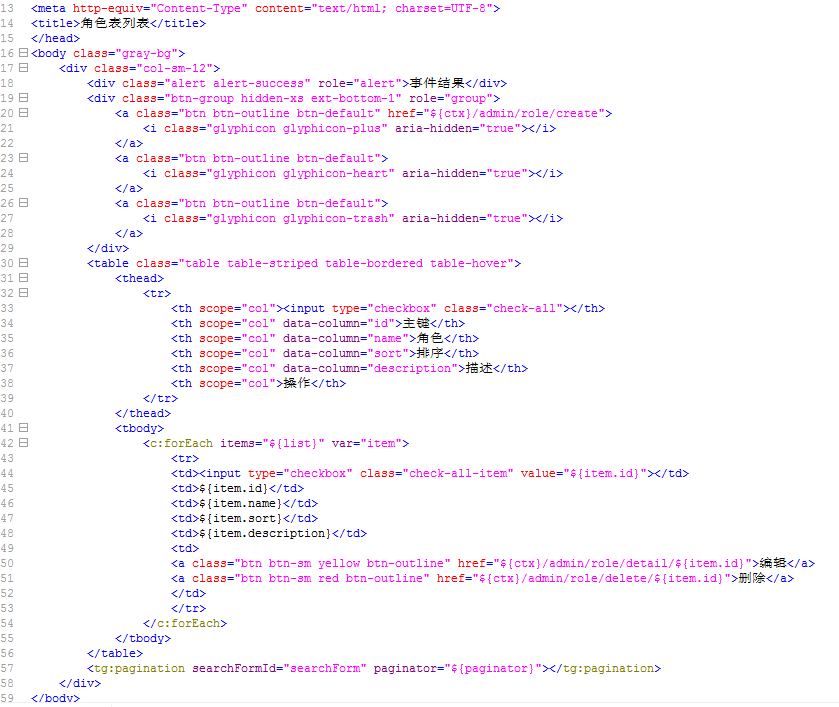 13 <meta http-equiv="Content-Type" content="text/html; charset=UTF-8">
14 <title>角色表列表</title>
15 </head>
16 <body class="gray-bg">
17 <div class="col-sm-12">
18 <div class="alert alert-success" role="alert">事件结果</div>
19 <div class="btn-group hidden-xs ext-bottom-1" role="group">
20 <a class="btn btn-outline btn-default" href="${ctx}/admin/role/create">
21 <i class="glyphicon glyphicon-plus" aria-hidden="true"></i>
22 </a>
23 <a class="btn btn-outline btn-default">
24 <i class="glyphicon glyphicon-heart" aria-hidden="true"></i>
25 </a>
26 <a class="btn btn-outline btn-default">
27 <i class="glyphicon glyphicon-trash" aria-hidden="true"></i>
28 </a>
29 </div>
30 <table class="table table-striped table-bordered table-hover">
31 <thead>
32 <tr>
33 <th scope="col"><input type="checkbox" class="check-all"></th>
34 <th scope="col" data-column="id">主键</th>
35 <th scope="col" data-column="name">角色</th>
36 <th scope="col" data-column="sort">排序</th>
37 <th scope="col" data-column="description">描述</th>
38 <th scope="col">操作</th>
39 </tr>
40 </thead>
41 <tbody>
42 <c:forEach items="${list}" var="item">
43 <tr>
44 <td><input type="checkbox" class="check-all-item" value="${item.id}"></td>
45 <td>${item.id}</td>
46 <td>${item.name}</td>
47 <td>${item.sort}</td>
48 <td>${item.description}</td>
49 <td>
50 <a class="btn btn-sm yellow btn-outline" href="${ctx}/admin/role/detail/${item.id}">编辑</a>
51 <a class="btn btn-sm red btn-outline" href="${ctx}/admin/role/delete/${item.id}">删除</a>
52 </td>
53 </tr>
54 </c:forEach>
55 </tbody>
56 </table>
57 <tg:pagination searchFormId="searchForm" paginator="${paginator}"></tg:pagination>
58 </div>
59 </body>